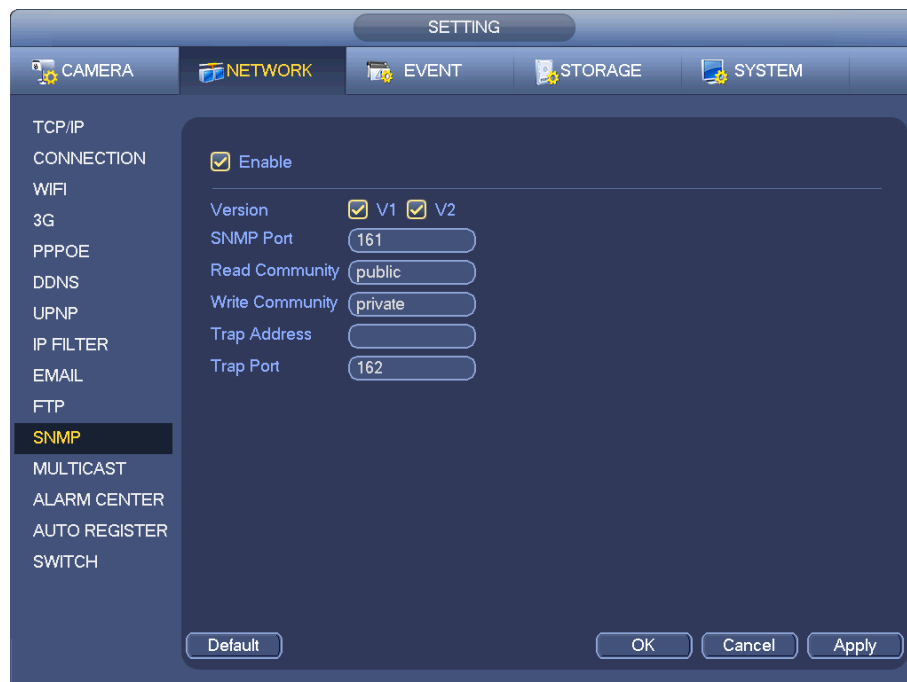 SETTING
CAMERA NETWORK EVENT STORAGE SYSTEM
TCP/IP
CONNECTION
WIFI
3G
PPPOE
DDNS
UPNP
IP FILTER
EMAIL
FTP
SNMP
MULTICAST
ALARM CENTER
AUTO REGISTER
SWITCH
Enable
Version V1 V2
SNMP Port 161
Read Community public
Write Community private
Trap Address
Trap Port 162
Default OK Cancel Apply